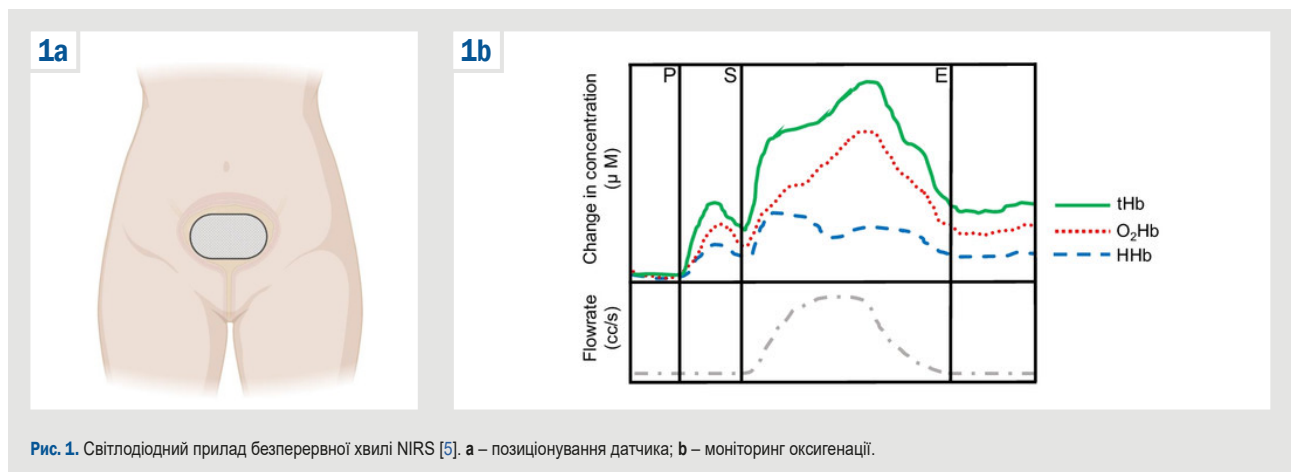 1a
1b
Change in concentration
(μ M)
P
S
E
tHb
O₂Hb
HHb
Flowrate
(cc/s)
Рис. 1. Світлодіодний прилад безперервної хвилі NIRS [5]. a – позиціонування датчика; b – моніторинг оксигенації.